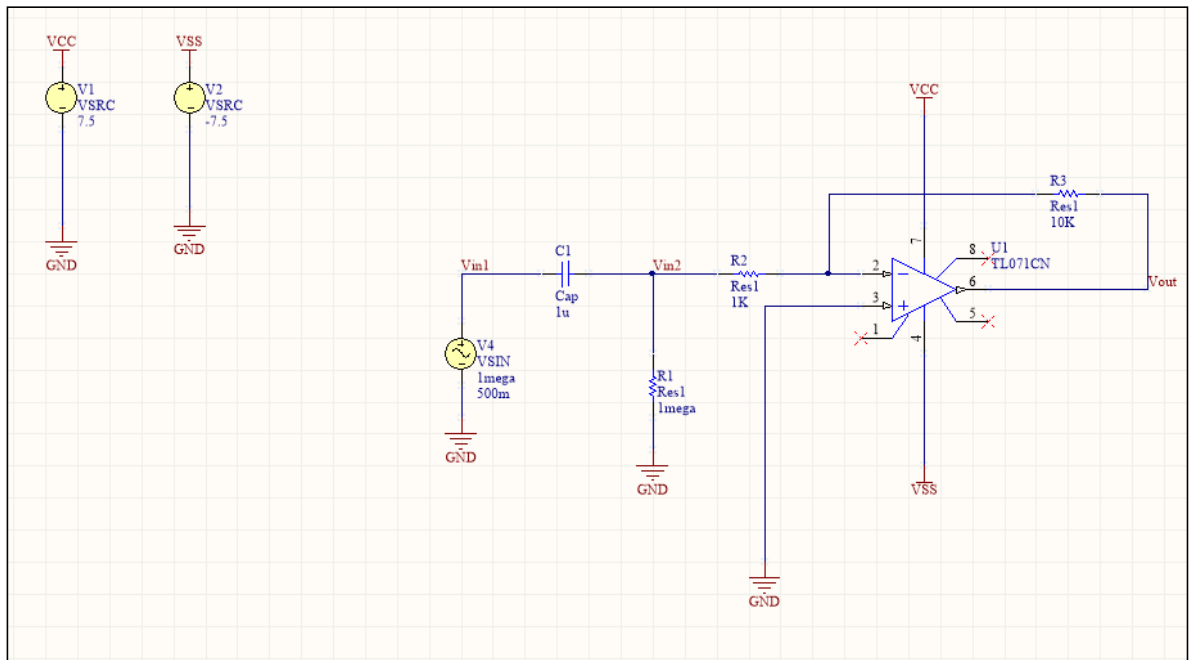 VCC
V1
VSRC
7.5
GND
VSS
V2
VSRC
-7.5
GND
Vin1
V4
VSIN
1mega
500m
GND
C1
Cap
1u
Vin2
R1
Res1
1mega
GND
R2
Res1
1K
GND
VCC
7
2
3
1
4
VSS
8
U1
TL071CN
6
5
R3
Res1
10K
Vout